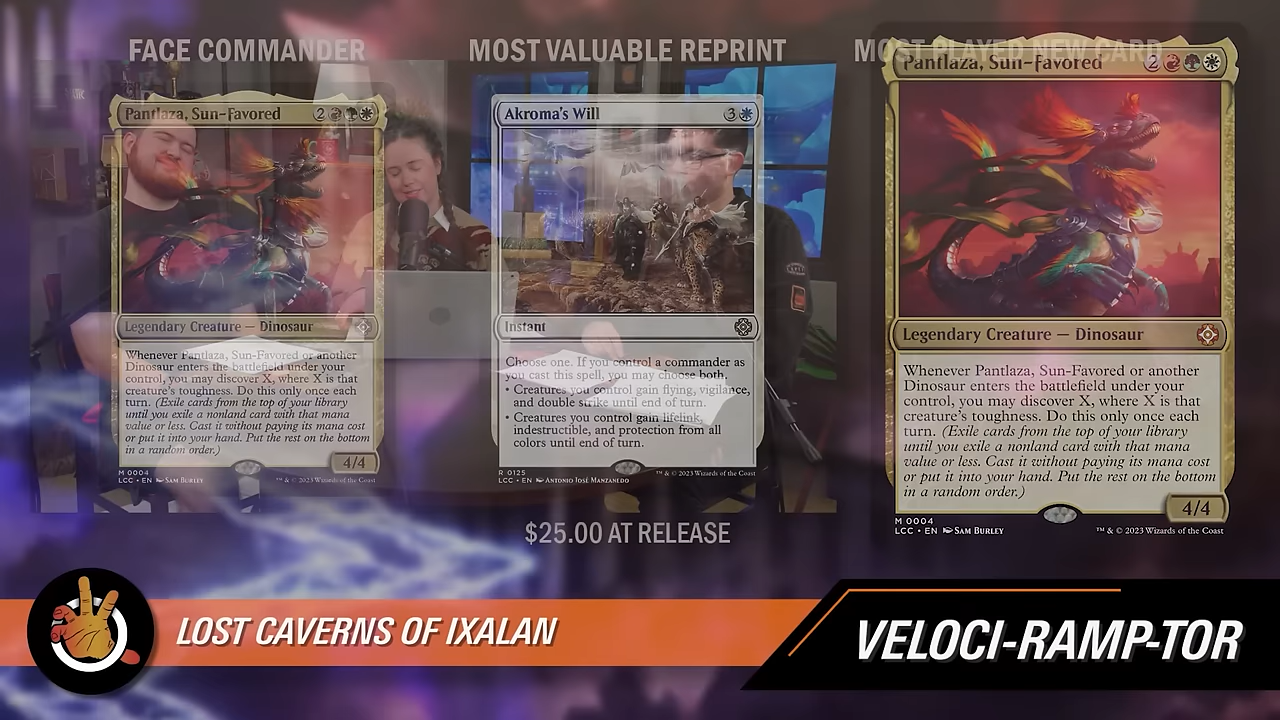 FACE COMMANDER
MOST VALUABLE REPRINT
MOST PLAYED NEW CARD
Pantlaza, Sun-Favored 2
Whenever Pantlaza, Sun-Favored or another
Dinosaur enters the battlefield under your
control, you may discover X, where X is that
creature's toughness. Do this only once each
turn. (Exile cards from the top of your library
until you exile a nonland card with that mana
value or less. Cast it without paying its mana cost
or put it into your hand. Put the rest on the bottom
in a random order.)
Legendary Creature — Dinosaur
4/4
M 0004
LCC • EN SAM BURLEY
™ & © 2023 Wizards of the Coast
Akroma's Will 3
Instant
Choose one. If you control a commander as
you cast this spell, you may choose both.
• Creatures you control gain flying, vigilance,
and double strike until end of turn.
• Creatures you control gain lifelink,
indestructible, and protection from all
colors until end of turn.
R 0125
LCC • EN ANTONIO JOSÉ MANZANEDO
™ & © 2023 Wizards of the Coast
$25.00 AT RELEASE
Pantlaza, Sun-Favored 2
Legendary Creature — Dinosaur
Whenever Pantlaza, Sun-Favored or another
Dinosaur enters the battlefield under your
control, you may discover X, where X is that
creature's toughness. Do this only once each
turn. (Exile cards from the top of your library
until you exile a nonland card with that mana
value or less. Cast it without paying its mana cost
or put it into your hand. Put the rest on the bottom
in a random order.)
4/4
M 0004
LCC • EN SAM BURLEY
™ & © 2023 Wizards of the Coast
LOST CAVERNS OF IXALAN
VELOCI-RAMP-TOR